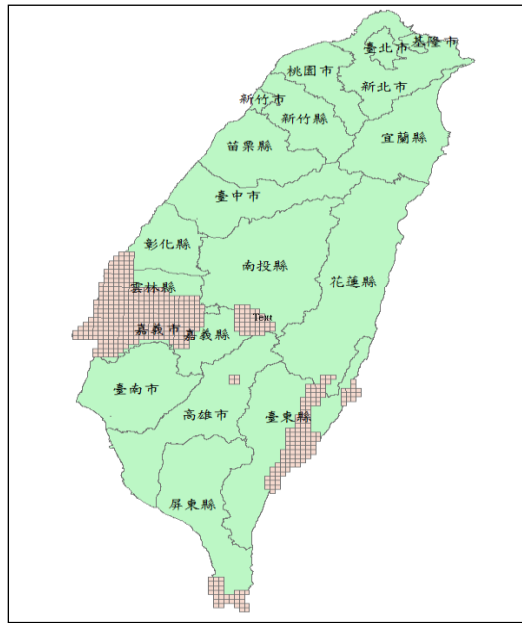 基隆市
臺北市
桃園市
新北市
新竹市
新竹縣
宜蘭縣
苗栗縣
臺中市
彰化縣
南投縣
花蓮縣
雲林縣
Text
嘉義市
嘉義縣
臺南市
高雄市
臺東縣
屏東縣